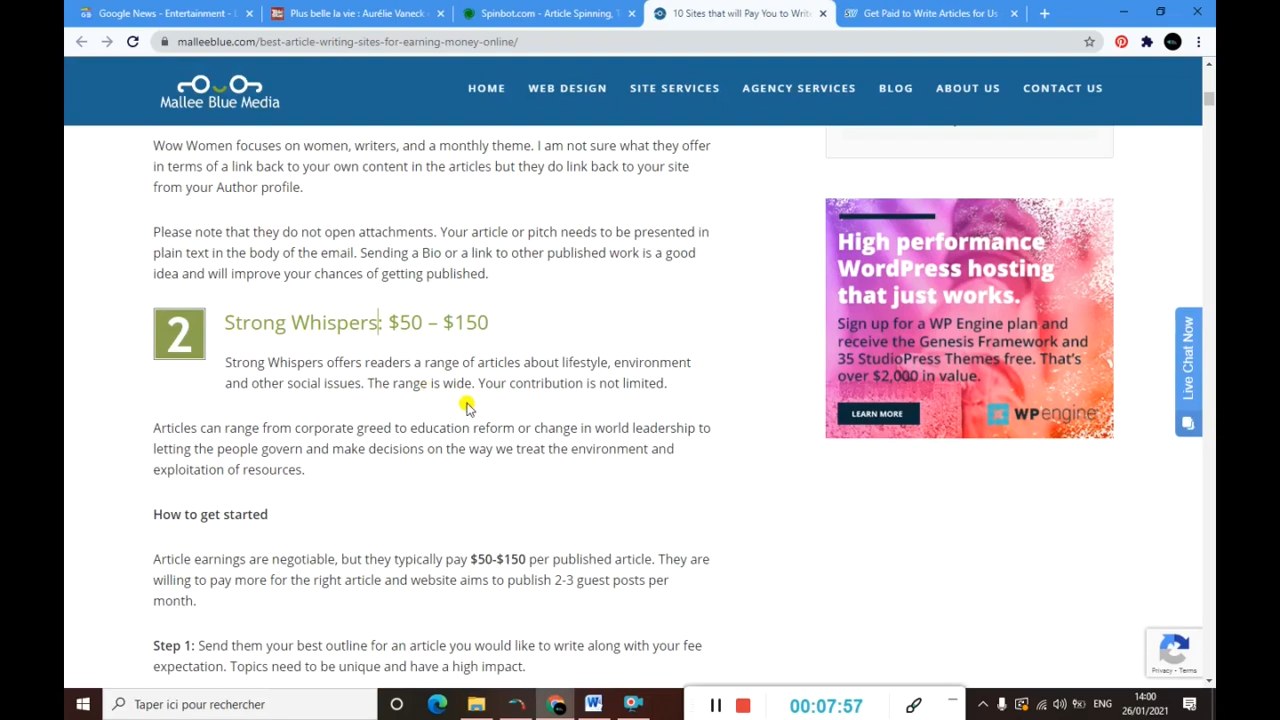 Google News - Entertainment - L
Plus belle la vie : Aurélie Vaneck
Spinbot.com - Article Spinning, T
10 Sites that will Pay You to Writ
Get Paid to Write Articles for Us
malleeblue.com/best-article-writing-sites-for-earning-money-online/
Mallee Blue Media
HOME WEB DESIGN SITE SERVICES AGENCY SERVICES BLOG ABOUT US CONTACT US
Wow Women focuses on women, writers, and a monthly theme. I am not sure what they offer
in terms of a link back to your own content in the articles but they do link back to your site
from your Author profile.
Please note that they do not open attachments. Your article or pitch needs to be presented in
plain text in the body of the email. Sending a Bio or a link to other published work is a good
idea and will improve your chances of getting published.
2
Strong Whispers: $50 – $150
Strong Whispers offers readers a range of articles about lifestyle, environment
and other social issues. The range is wide. Your contribution is not limited.
Articles can range from corporate greed to education reform or change in world leadership to
letting the people govern and make decisions on the way we treat the environment and
exploitation of resources.
How to get started
Article earnings are negotiable, but they typically pay $50-$150 per published article. They are
willing to pay more for the right article and website aims to publish 2-3 guest posts per
month.
Step 1: Send them your best outline for an article you would like to write along with your fee
expectation. Topics need to be unique and have a high impact.
High performance
WordPress hosting
that just works.
Sign up for a WP Engine plan and
receive the Genesis Framework and
35 StudioPress Themes free. That's
over $2,000 in value.
LEARN MORE
WP engine
Live Chat Now
Privacy - Terms
Taper ici pour rechercher
00:07:57
ENG
14:00
26/01/2021